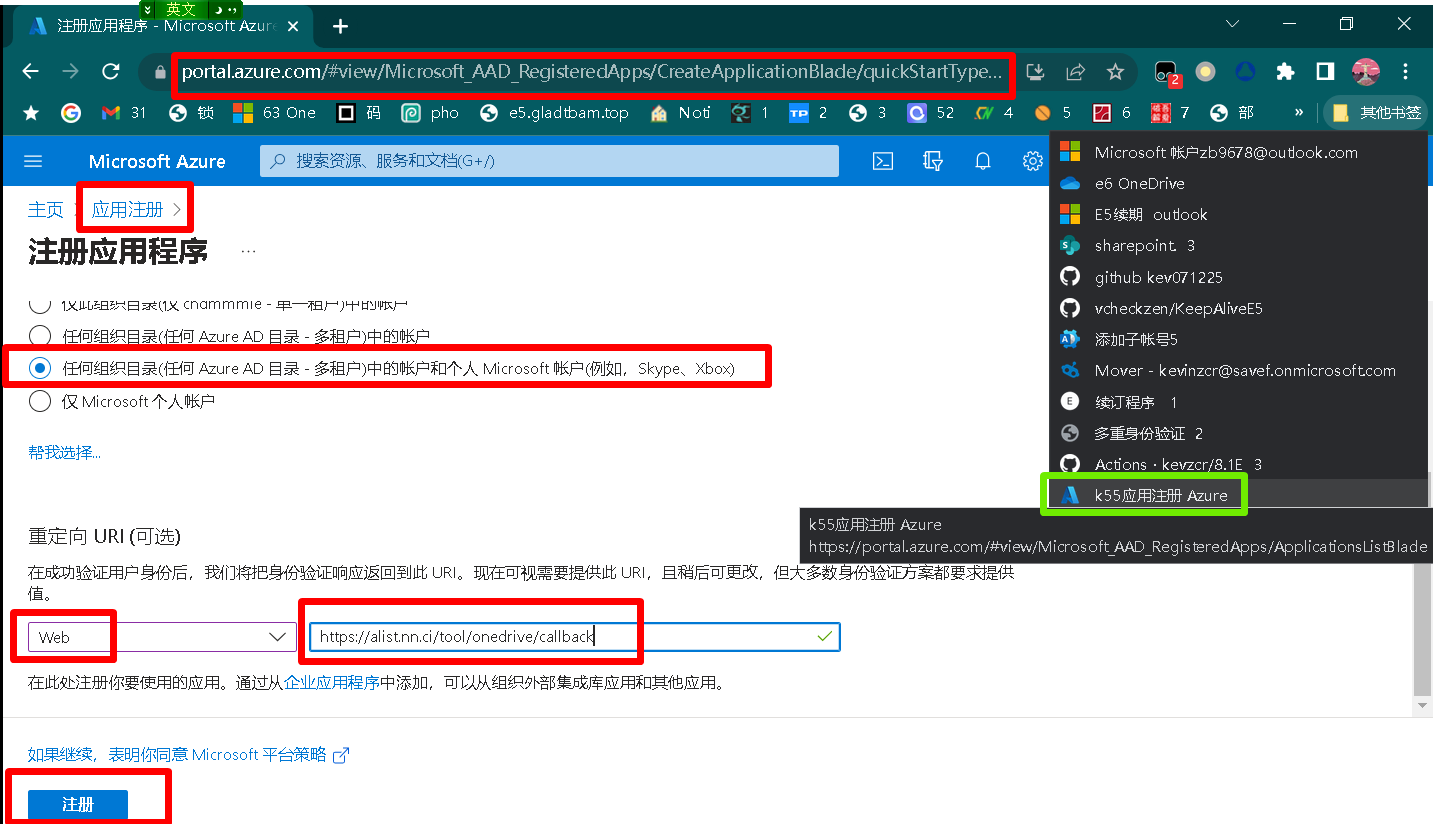 英文
注册应用程序 - Microsoft Azur
portal.azure.com/#view/Microsoft_AAD_RegisteredApps/CreateApplicationBlade/quickStartType...
2
31 锁 63 One 码 pho e5.gladtbam.top Noti 1 TP 2 3 52 4 5 6 7 部 » 其他书签
Microsoft Azure
搜索资源、服务和文档(G+/)
主页 应用注册 >
注册应用程序 ...
仅此组织目录(仅 chammmie - 单一租户)中的帐户
任何组织目录(任何 Azure AD 目录 - 多租户)中的帐户
任何组织目录(任何 Azure AD 目录 - 多租户)中的帐户和个人 Microsoft 帐户(例如，Skype、Xbox)
仅 Microsoft 个人帐户
帮我选择...
重定向 URI (可选)
在成功验证用户身份后，我们将把身份验证响应返回到此 URI。现在可视需要提供此 URI，且稍后可更改，但大多数身份验证方案都要求提供
值。
Web
https://alist.nn.ci/tool/onedrive/callback
在此处注册你要使用的应用。通过从企业应用程序中添加，可以从组织外部集成库应用和其他应用。
如果继续，表明你同意 Microsoft 平台策略
注册
Microsoft 帐户zb9678@outlook.com
e6 OneDrive
E5续期 outlook
sharepoint. 3
github kev071225
vcheckzen/KeepAliveE5
添加子帐号5
Mover - kevinzcr@savef.onmicrosoft.com
E 续订程序 1
多重身份验证 2
Actions · kevzcr/8.1E 3
k55应用注册 Azure
k55应用注册 Azure
https://portal.azure.com/#view/Microsoft_AAD_RegisteredApps/ApplicationsListBlade